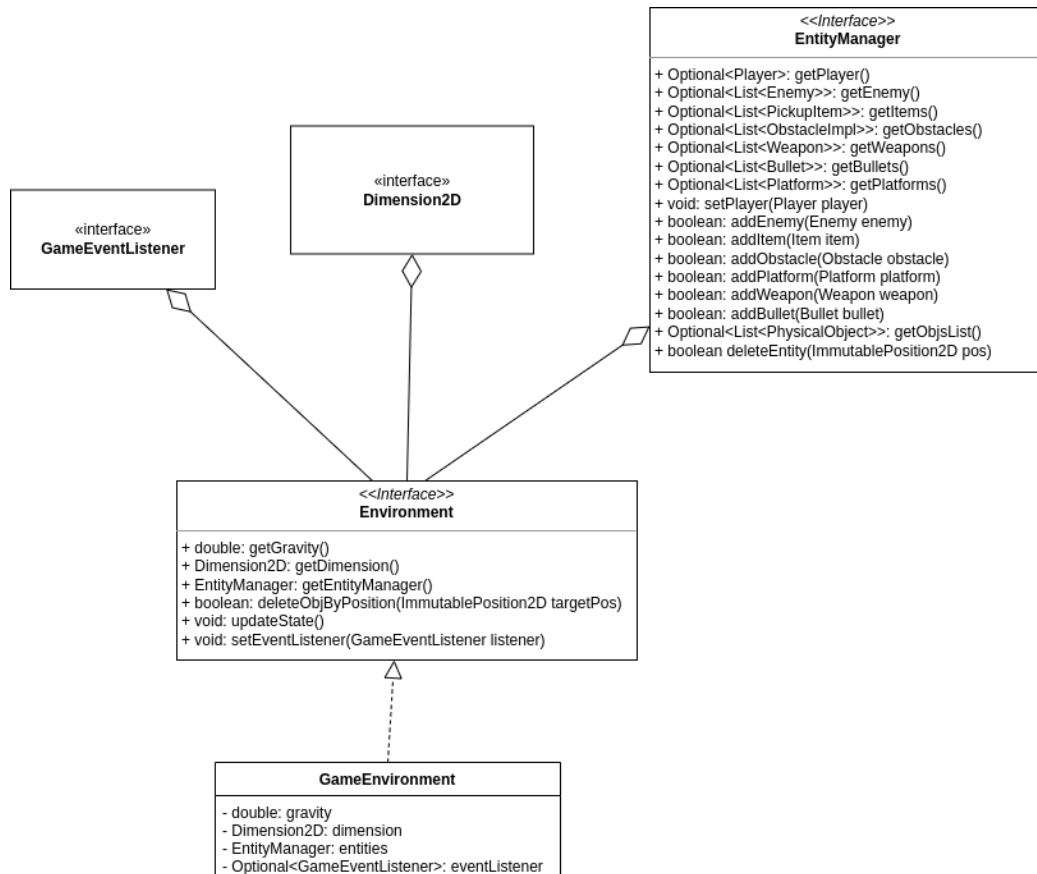 <<Interface>>
EntityManager
+ Optional<Player>: getPlayer()
+ Optional<List<Enemy>>: getEnemy()
+ Optional<List<PickupItem>>: getItems()
+ Optional<List<ObstacleImpl>>: getObstacles()
+ Optional<List<Weapon>>: getWeapons()
+ Optional<List<Bullet>>: getBullets()
+ Optional<List<Platform>>: getPlatforms()
+ void: setPlayer(Player player)
+ boolean: addEnemy(Enemy enemy)
+ boolean: addItem(Item item)
+ boolean: addObstacle(Obstacle obstacle)
+ boolean: addPlatform(Platform platform)
+ boolean: addWeapon(Weapon weapon)
+ boolean: addBullet(Bullet bullet)
+ Optional<List<PhysicalObject>>: getObjsList()
+ boolean deleteEntity(ImmutablePosition2D pos)
«interface»
Dimension2D
«interface»
GameEventListener
<<Interface>>
Environment
+ double: getGravity()
+ Dimension2D: getDimension()
+ EntityManager: getEntityManager()
+ boolean: deleteObjByPosition(ImmutablePosition2D targetPos)
+ void: updateState()
+ void: setEventListener(GameEventListener listener)
GameEnvironment
- double: gravity
- Dimension2D: dimension
- EntityManager: entities
- Optional<GameEventListener>: eventListener